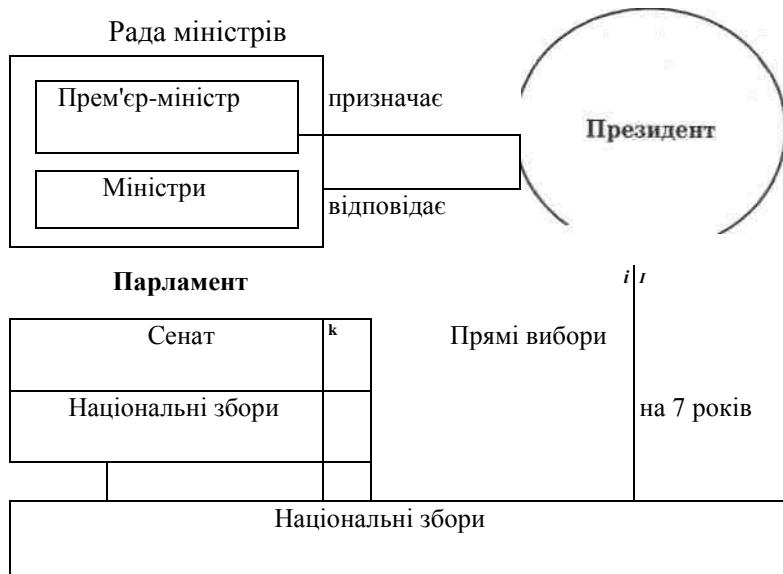 Рада міністрів
Прем'єр-міністр
призначає
Президент
Міністри
відповідає
Парламент
i I
Сенат
k
Прямі вибори
Національні збори
на 7 років
Національні збори